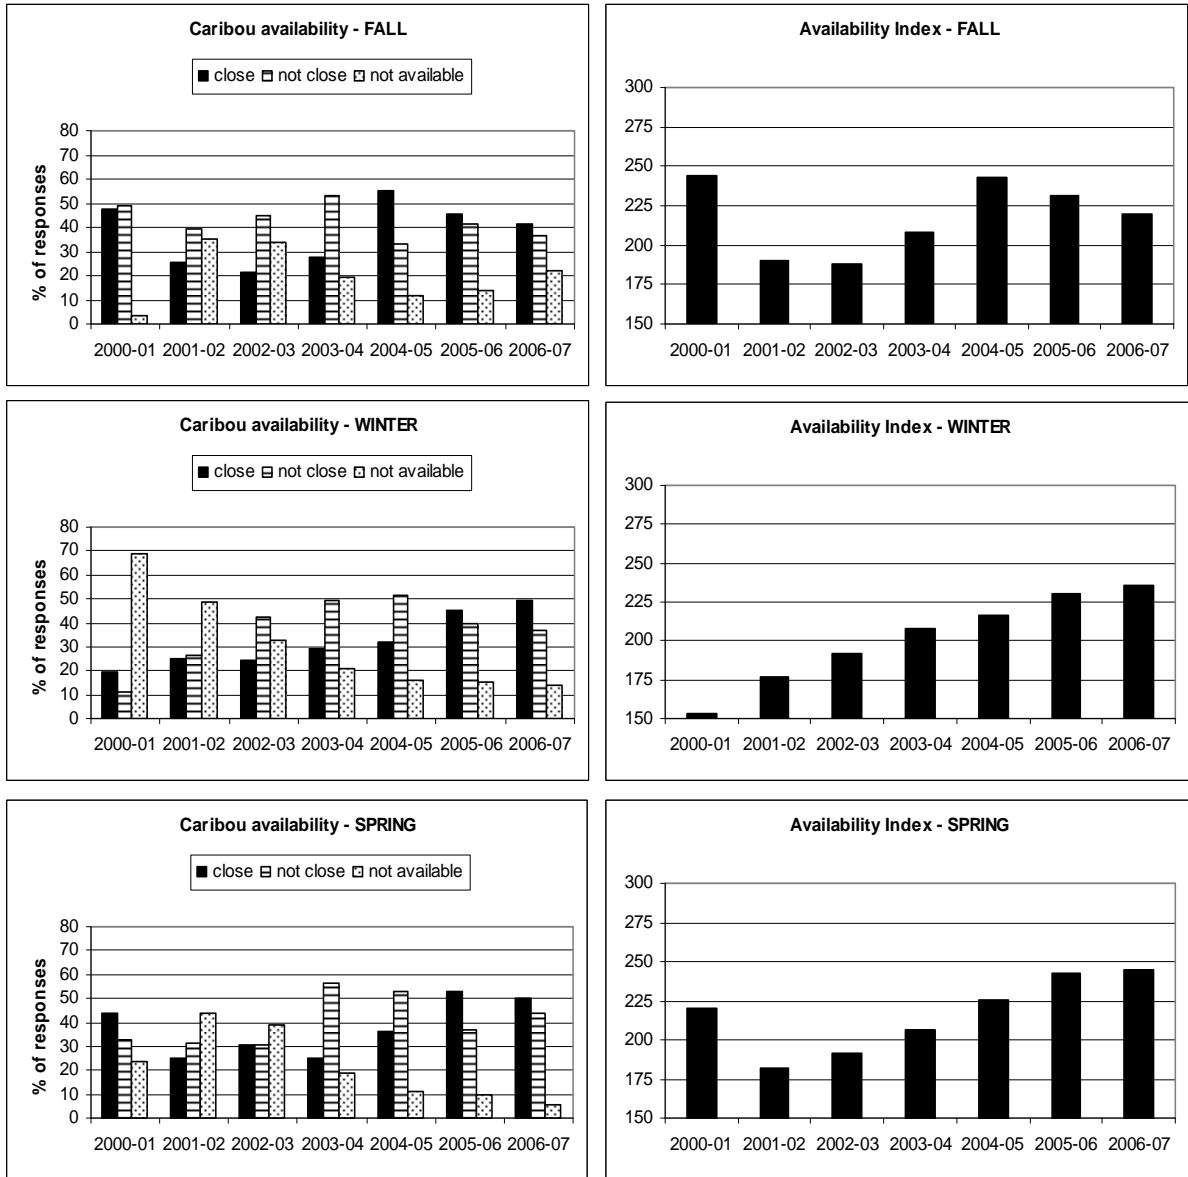 Caribou availability - FALL
close not close not available
% of responses
80
70
60
50
40
30
20
10
0
2000-01 2001-02 2002-03 2003-04 2004-05 2005-06 2006-07
Availability Index - FALL
300
275
250
225
200
175
150
2000-01 2001-02 2002-03 2003-04 2004-05 2005-06 2006-07
Caribou availability - WINTER
close not close not available
% of responses
80
70
60
50
40
30
20
10
0
2000-01 2001-02 2002-03 2003-04 2004-05 2005-06 2006-07
Availability Index - WINTER
300
275
250
225
200
175
150
2000-01 2001-02 2002-03 2003-04 2004-05 2005-06 2006-07
Caribou availability - SPRING
close not close not available
% of responses
80
70
60
50
40
30
20
10
0
2000-01 2001-02 2002-03 2003-04 2004-05 2005-06 2006-07
Availability Index - SPRING
300
275
250
225
200
175
150
2000-01 2001-02 2002-03 2003-04 2004-05 2005-06 2006-07